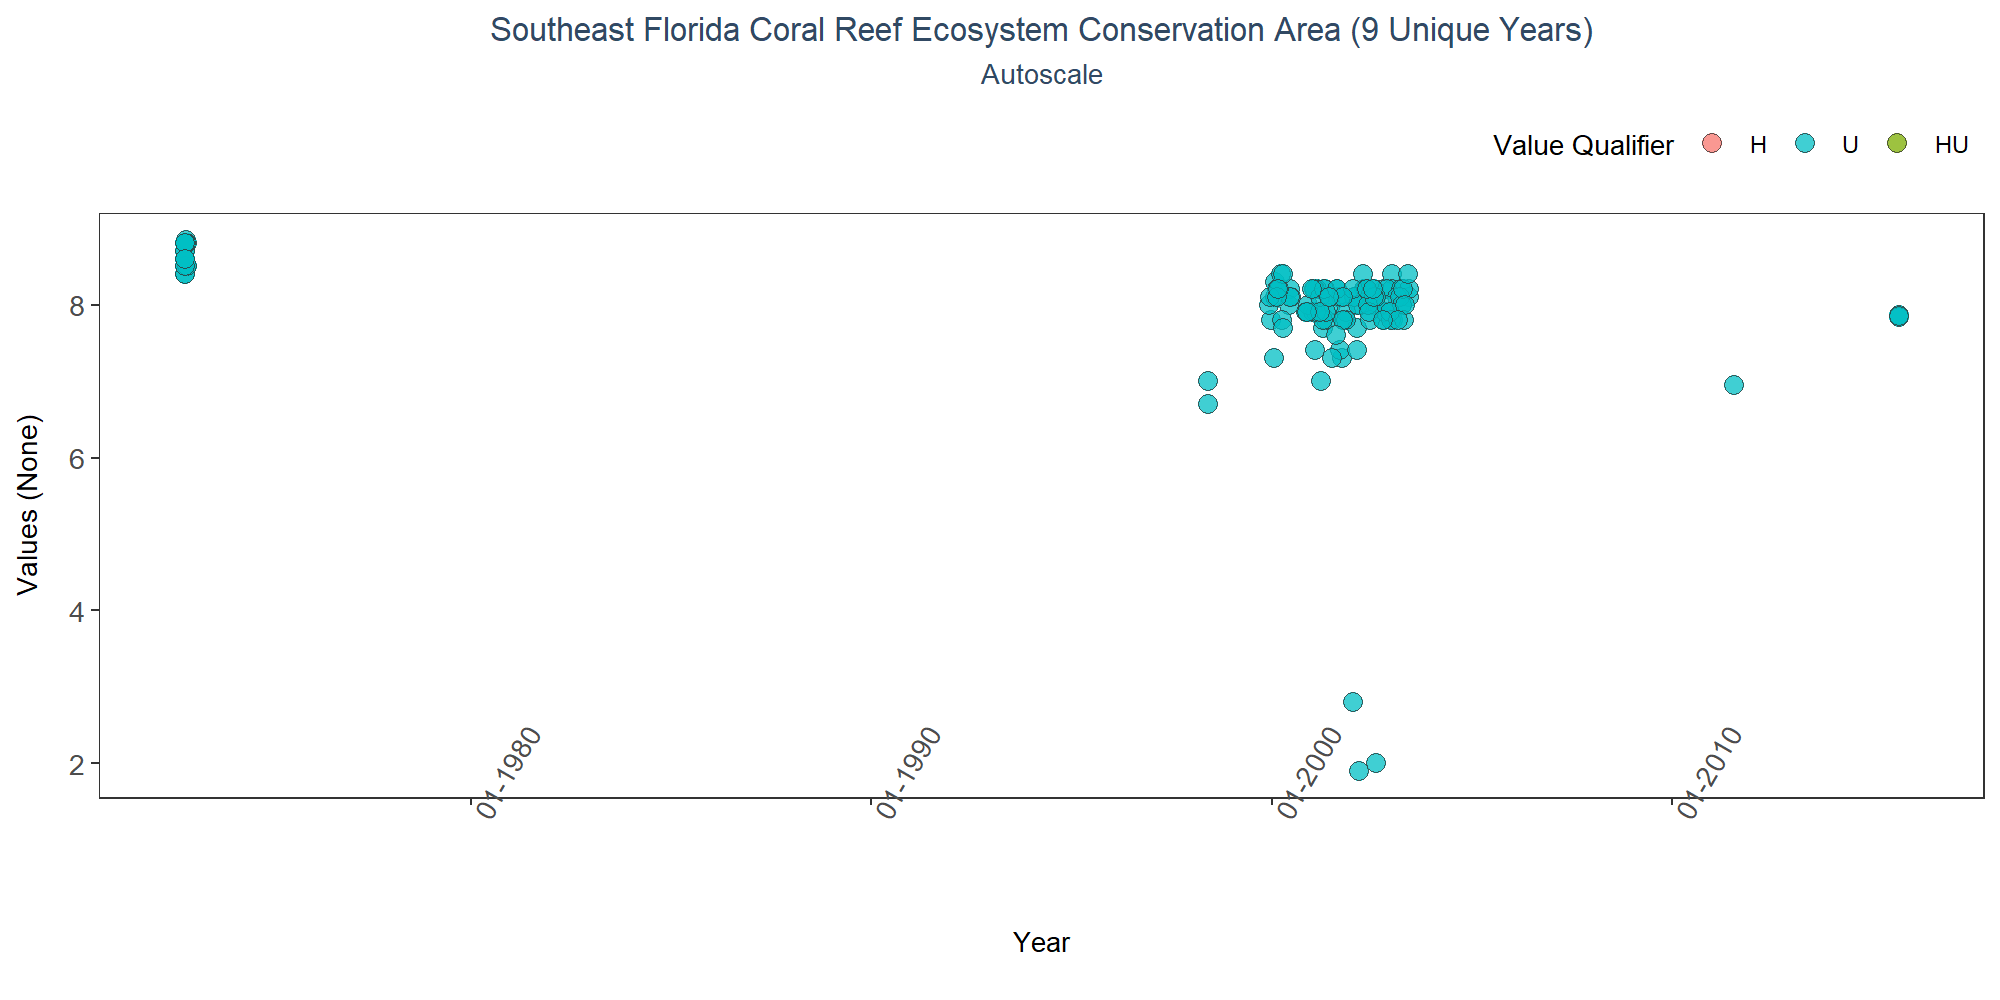 Southeast Florida Coral Reef Ecosystem Conservation Area (9 Unique Years)
Autoscale
Value Qualifier H U HU
Values (None)
8
6
4
2
01-1980 01-1990 01-2000 01-2010
Year